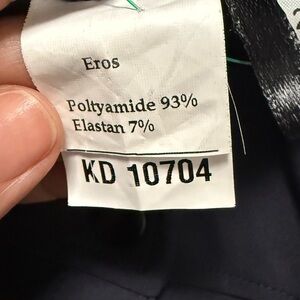 Eros
Poltyamide 93%
Elastan 7%
KD 10704